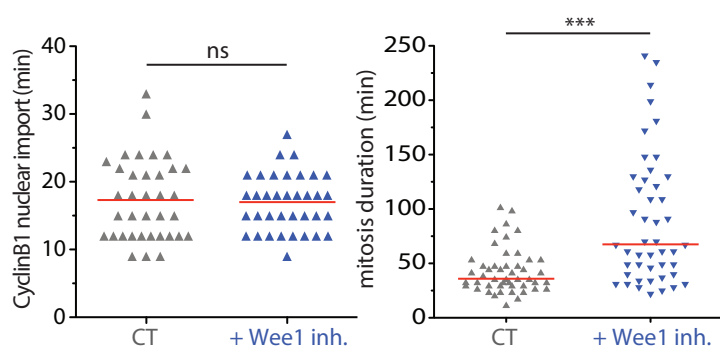 CyclinB1 nuclear import (min)
40
30
20
10
0
ns
CT
+ Wee1 inh.
mitosis duration (min)
250
200
150
100
50
0
***
CT
+ Wee1 inh.